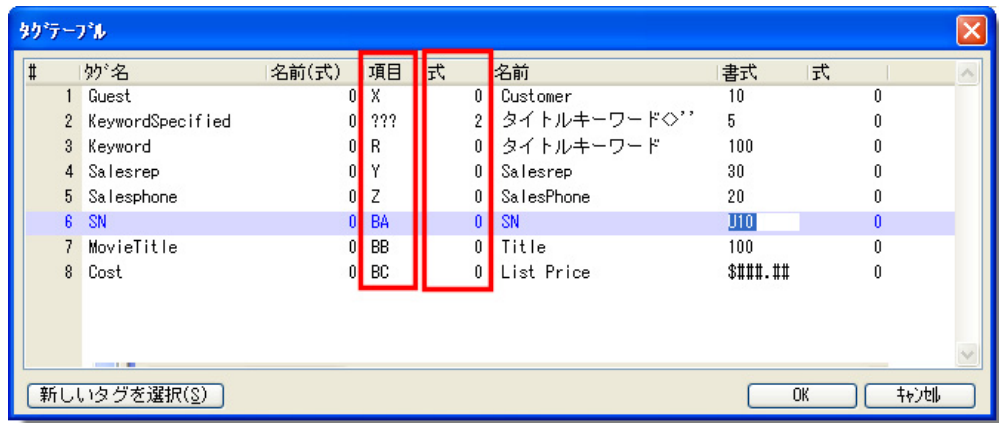 ﾀｸﾞﾃｰﾌﾞﾙ
# ﾀｸﾞ名 名前(式) 項目 式 名前 書式 式
1 Guest 0 X 0 Customer 10 0
2 KeywordSpecified 0 ??? 2 タイトルキーワード<>'' 5 0
3 Keyword 0 R 0 タイトルキーワード 100 0
4 Salesrep 0 Y 0 Salesrep 30 0
5 Salesphone 0 Z 0 SalesPhone 20 0
6 SN 0 BA 0 SN U10 0
7 MovieTitle 0 BB 0 Title 100 0
8 Cost 0 BC 0 List Price $###.## 0
新しいタグを選択(S) OK ｷｬﾝｾﾙ